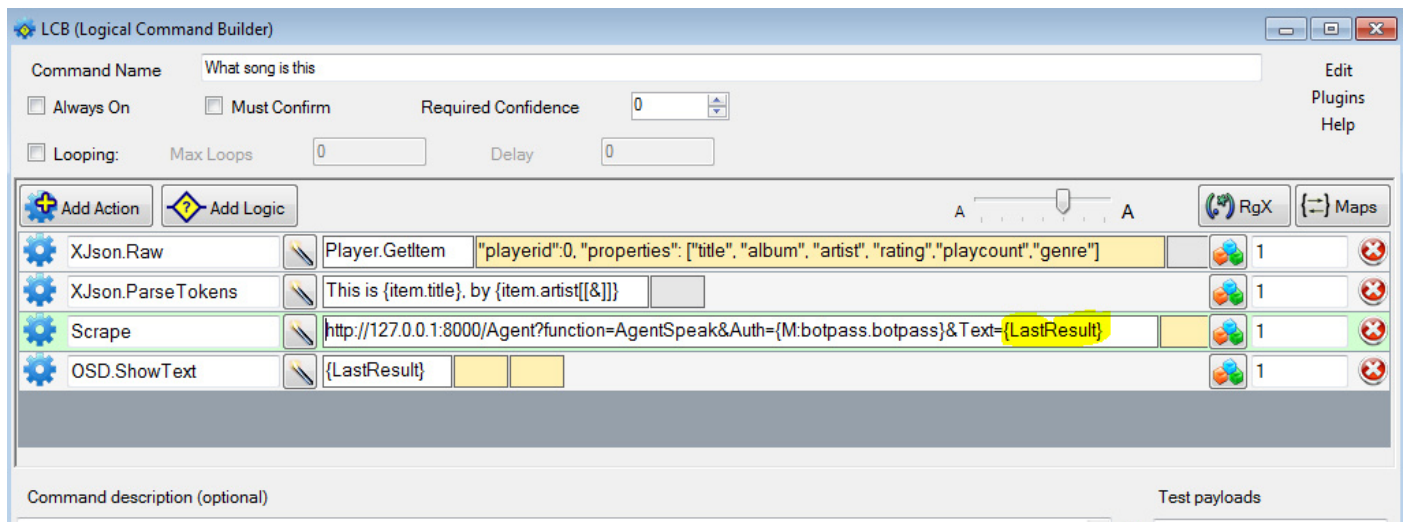 LCB (Logical Command Builder)
Command Name What song is this Edit
Always On Must Confirm Required Confidence 0 Plugins
Help
Looping: Max Loops 0 Delay 0
Add Action Add Logic A A RgX Maps
XJson.Raw Player.GetItem "playerid":0, "properties": ["title", "album", "artist", "rating","playcount","genre"] 1
XJson.ParseTokens This is {item.title}, by {item.artist[[&]]} 1
Scrape http://127.0.0.1:8000/Agent?function=AgentSpeak&Auth={M:botpass.botpass}&Text={LastResult} 1
OSD.ShowText {LastResult} 1
Command description (optional) Test payloads